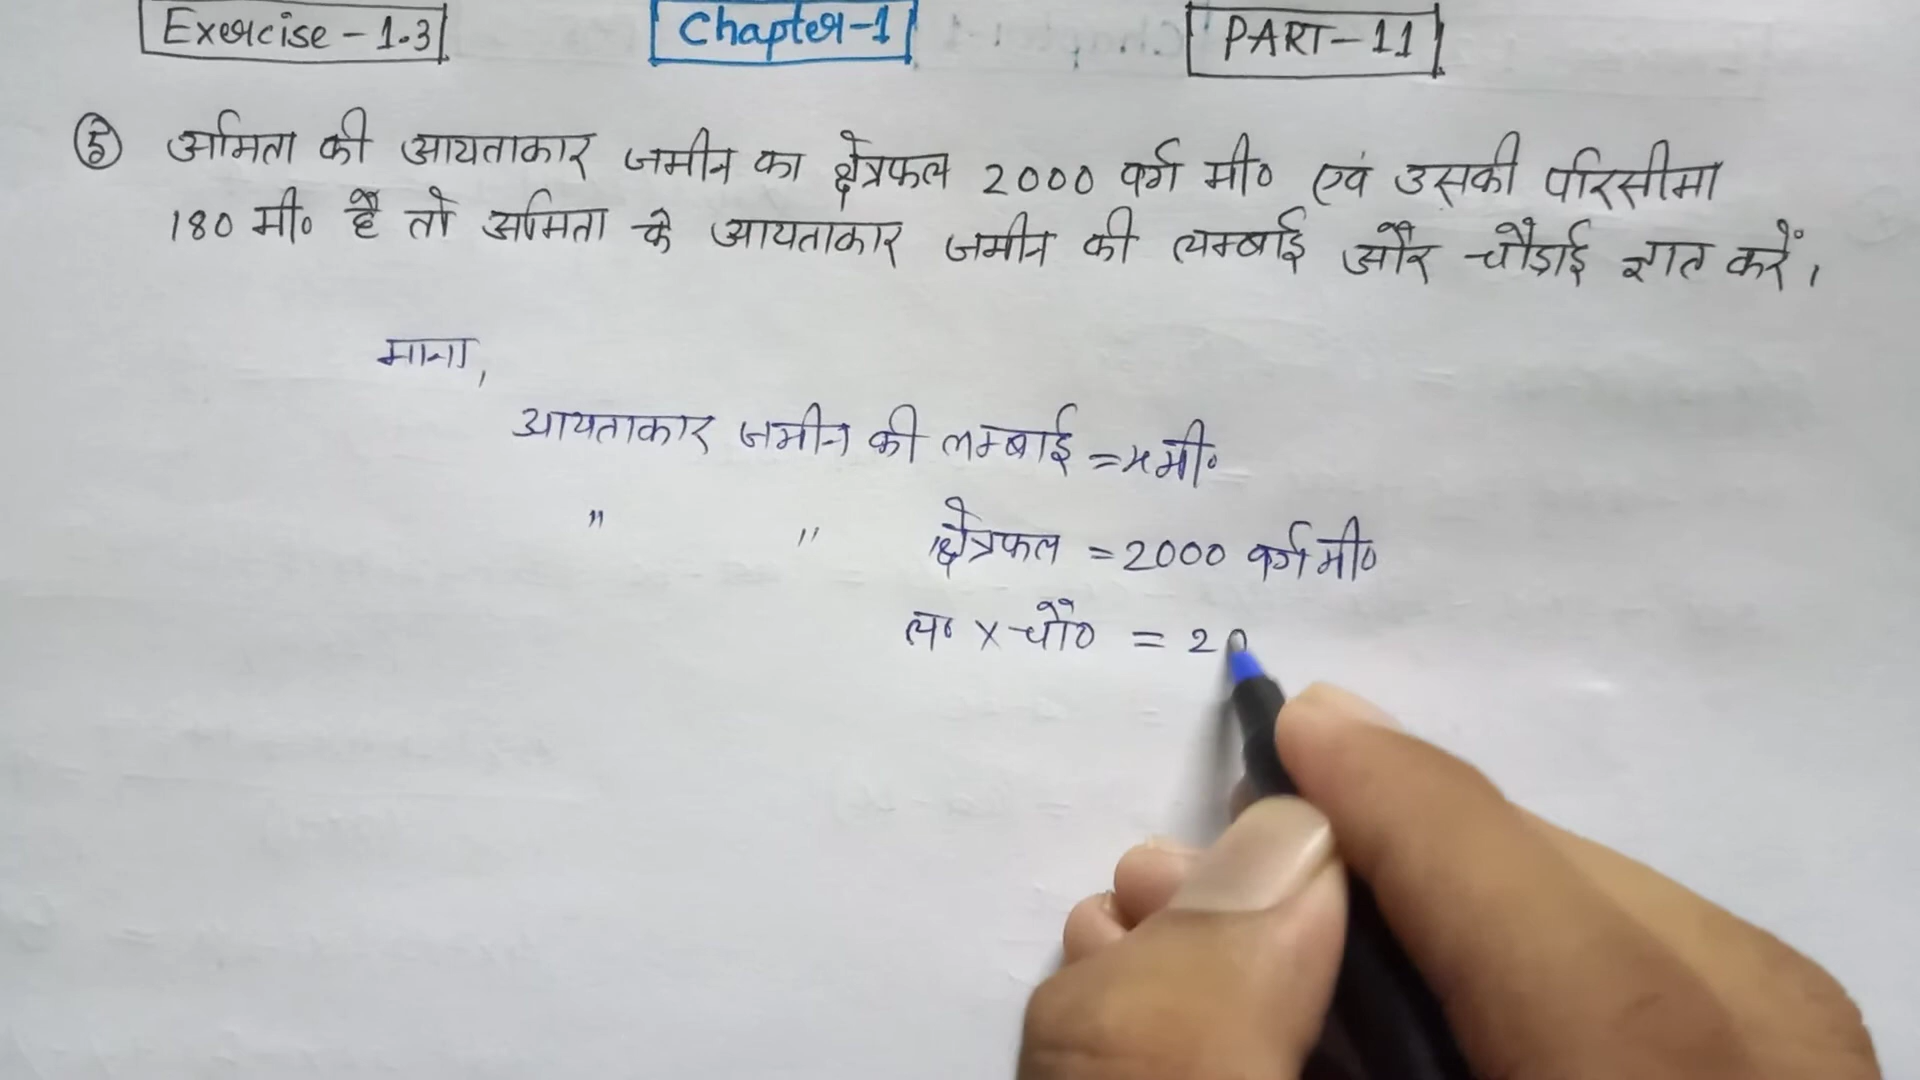 Exercise - 1.3 Chapter-1 PART-11
⑤ अमिता की आयताकार जमीन का क्षेत्रफल 2000 वर्ग मी० एवं उसकी परिसीमा
180 मी० है तो अमिता के आयताकार जमीन की लम्बाई और चौड़ाई ज्ञात करें।
माना,
आयताकार जमीन की लम्बाई = x मी०
" " क्षेत्रफल = 2000 वर्ग मी०
ल० × चौ० = 20